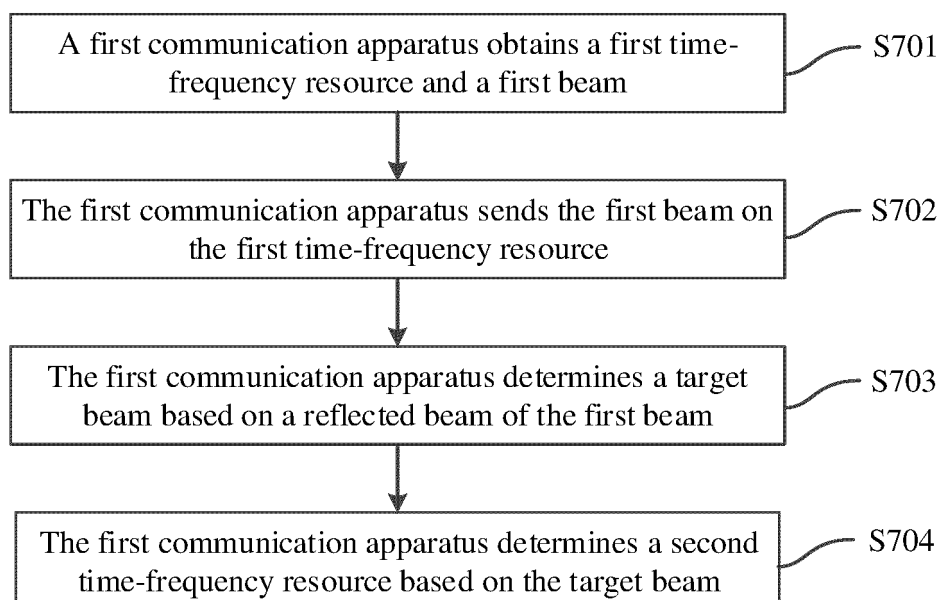 A first communication apparatus obtains a first time-
frequency resource and a first beam
S701
The first communication apparatus sends the first beam on
the first time-frequency resource
S702
The first communication apparatus determines a target
beam based on a reflected beam of the first beam
S703
The first communication apparatus determines a second
time-frequency resource based on the target beam
S704